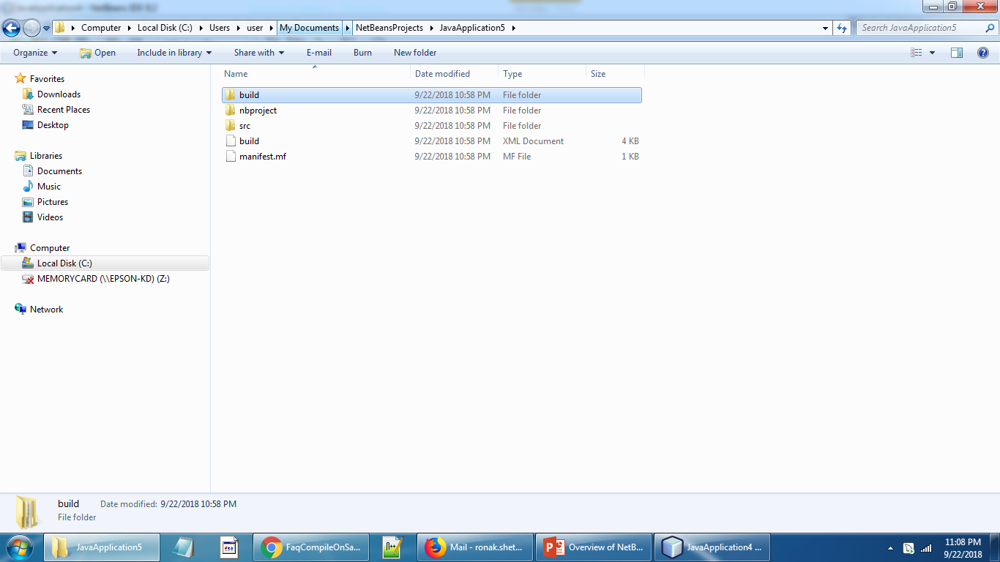 JavaApplication4 - NetBeans IDE 8.2
Computer Local Disk (C:) Users user My Documents NetBeansProjects JavaApplication5 Search JavaApplication5
Organize Open Include in library Share with E-mail Burn New folder
Name Date modified Type Size
Favorites
Downloads
Recent Places
Desktop
Libraries
Documents
Music
Pictures
Videos
Computer
Local Disk (C:)
MEMORYCARD (\\EPSON-KD) (Z:)
Network
build 9/22/2018 10:58 PM File folder
nbproject 9/22/2018 10:58 PM File folder
src 9/22/2018 10:58 PM File folder
build 9/22/2018 10:58 PM XML Document 4 KB
manifest.mf 9/22/2018 10:58 PM MF File 1 KB
build Date modified: 9/22/2018 10:58 PM
File folder
JavaApplication5 FaqCompileOnSa... Mail - ronak.shet... Overview of NetB... JavaApplication4 ...
11:08 PM
9/22/2018